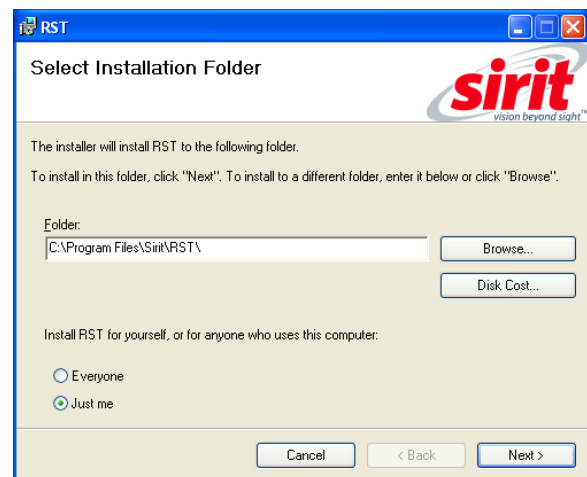 RST
Select Installation Folder
sirit
vision beyond sight™
The installer will install RST to the following folder.
To install in this folder, click "Next". To install to a different folder, enter it below or click "Browse".
Folder:
C:\Program Files\Sirit\RST\
Browse...
Disk Cost...
Install RST for yourself, or for anyone who uses this computer:
Everyone
Just me
Cancel
< Back
Next >